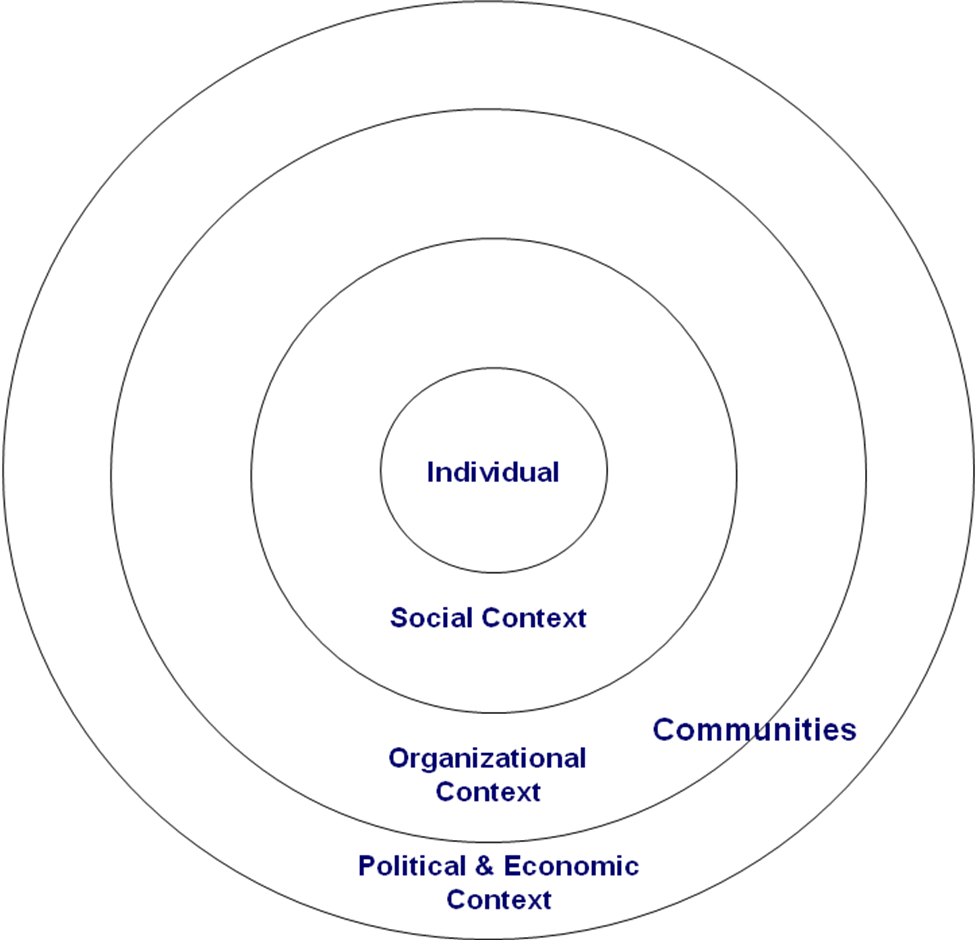 Individual
Social Context
Communities
Organizational
Context
Political & Economic
Context